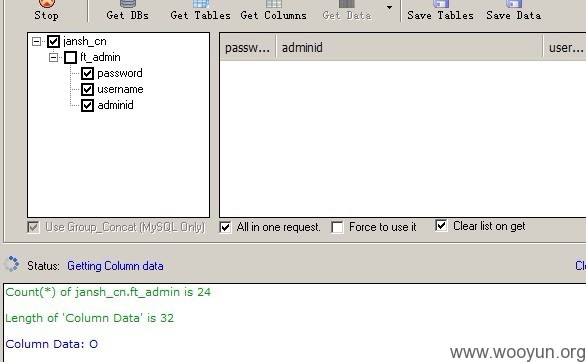 Stop Get DBs Get Tables Get Columns Get Data Save Tables Save Data
jansh_cn
ft_admin
password
username
adminid
passw... adminid user...
Use Group_Concat (MySQL Only) All in one request. Force to use it Clear list on get
Status: Getting Column data Cl
Count(*) of jansh_cn.ft_admin is 24
Length of 'Column Data' is 32
Column Data: O
www.wooyun.org